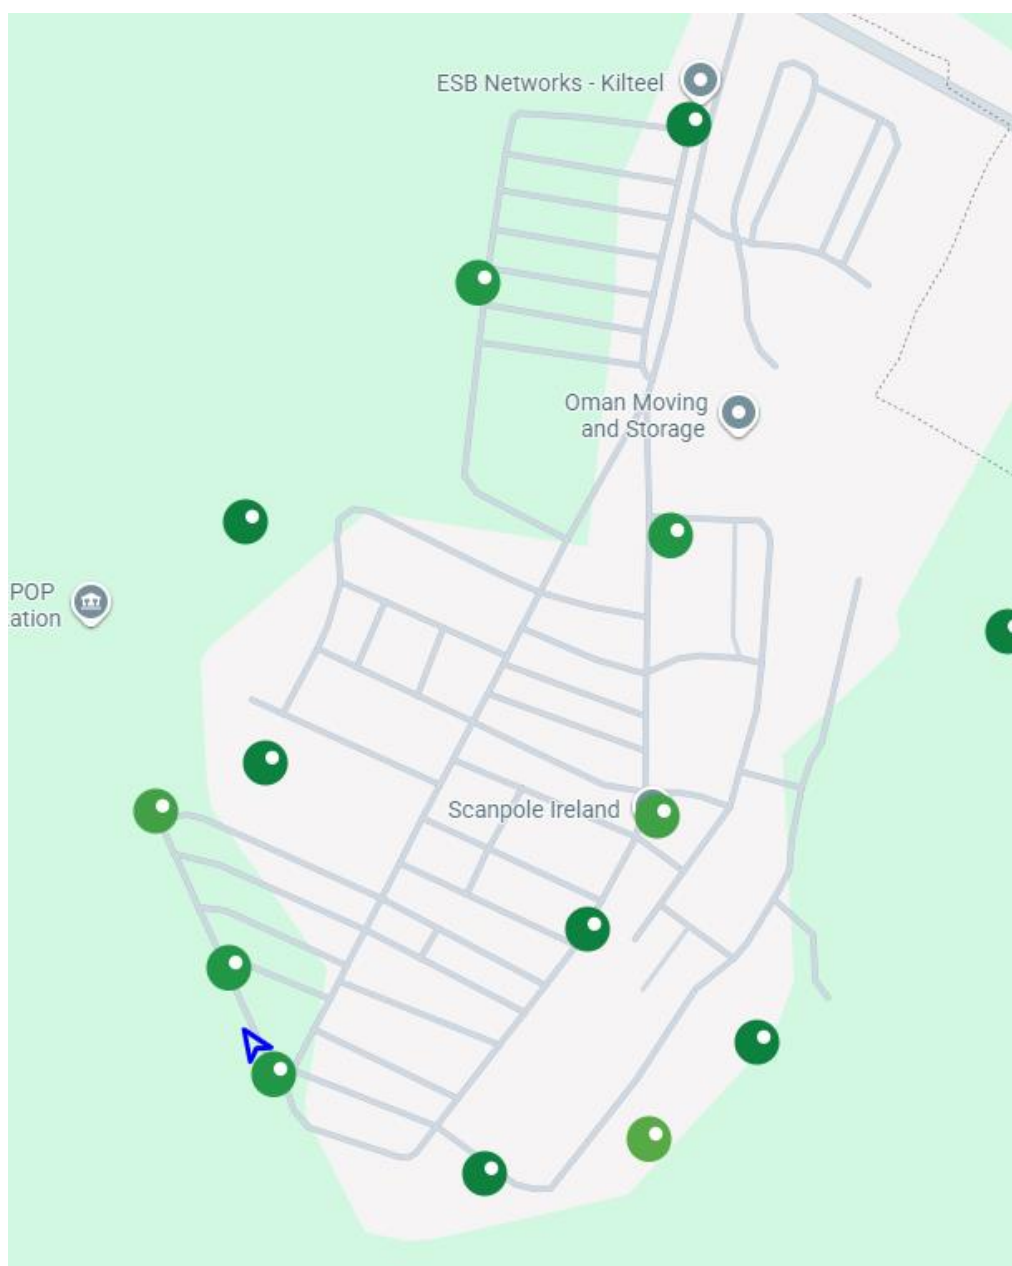 ESB Networks - Kilteel
Oman Moving
and Storage
POP
ation
Scanpole Ireland